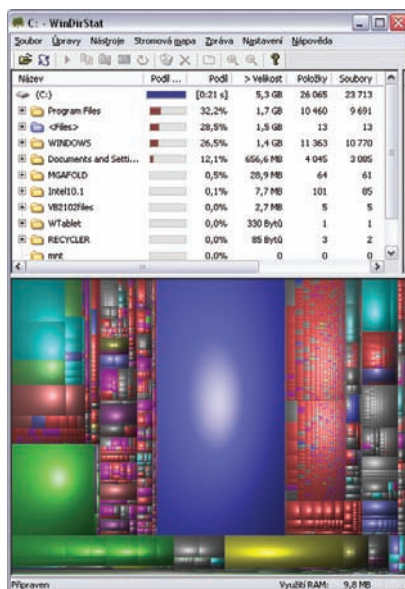 C: - WinDirStat
Soubor Úpravy Nástroje Stromová mapa Zpráva Nastavení Nápověda
Název Podíl ... Podíl > Velikost Položky Soubory
(C:) [0:21 s] 5,3 GB 26 065 23 713
Program Files 32,2% 1,7 GB 10 460 9 691
<Files> 28,5% 1,5 GB 13 13
WINDOWS 26,5% 1,4 GB 11 363 10 770
Documents and Setti... 12,1% 656,6 MB 4 045 3 085
MGAFOLD 0,5% 28,9 MB 64 61
Intel10.1 0,1% 7,7 MB 101 85
VB2102files 0,0% 2,7 MB 5 5
WTablet 0,0% 330 Bytů 1 1
RECYCLER 0,0% 85 Bytů 3 2
mnt 0,0% 0 0 0
Připraven Využití RAM: 9,8 MB